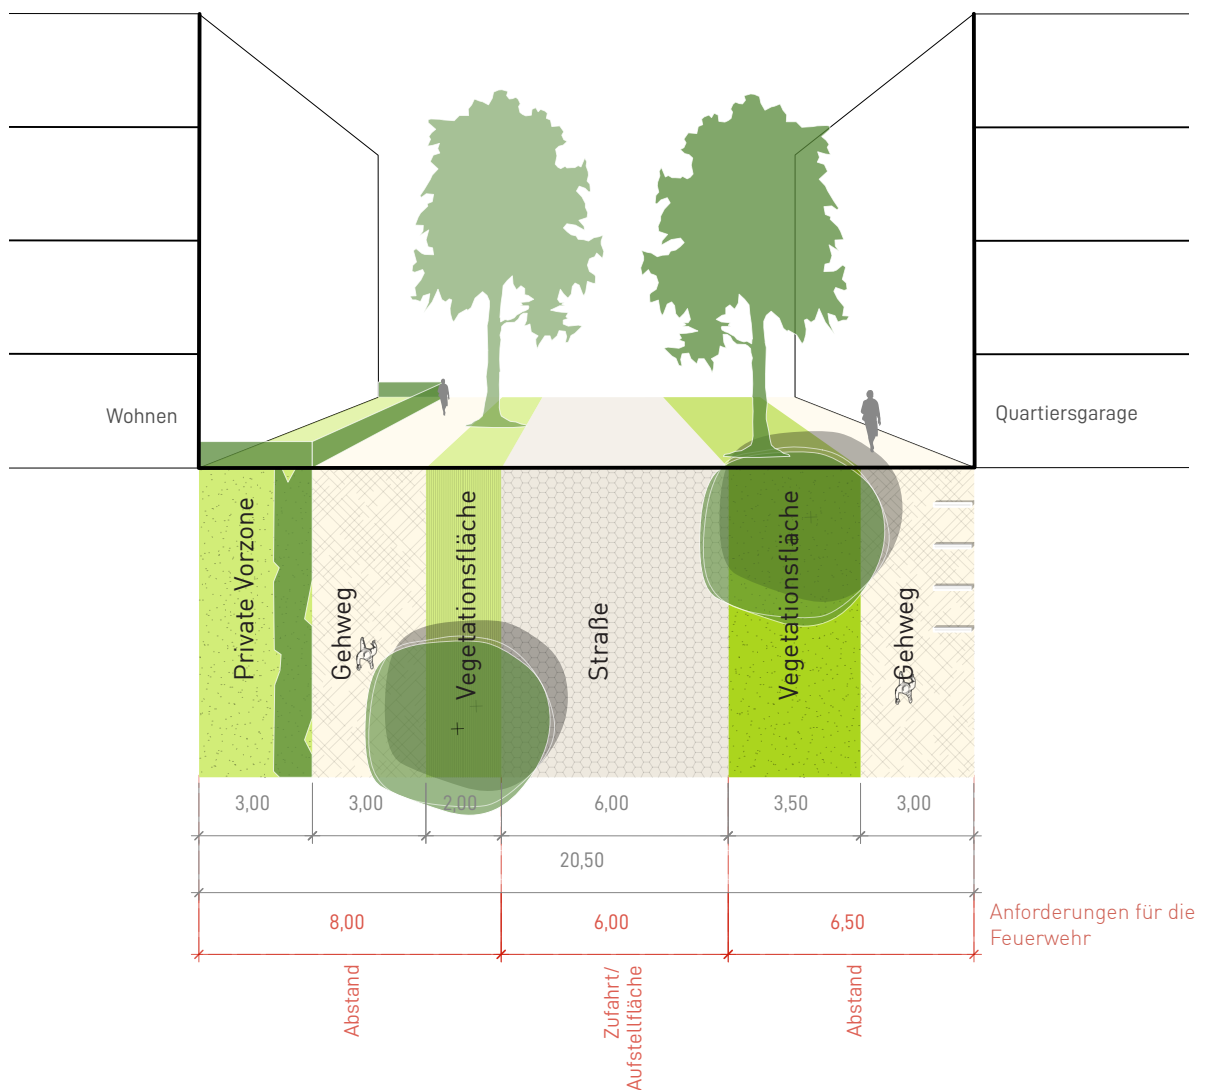 Wohnen
Quartiersgarage
Private Vorzone
Gehweg
Vegetationsfläche
Straße
Vegetationsfläche
Gehweg
3,00
3,00
2,00
6,00
3,50
3,00
20,50
8,00
6,00
6,50
Anforderungen für die
Feuerwehr
Abstand
Zufahrt/
Aufstellfläche
Abstand